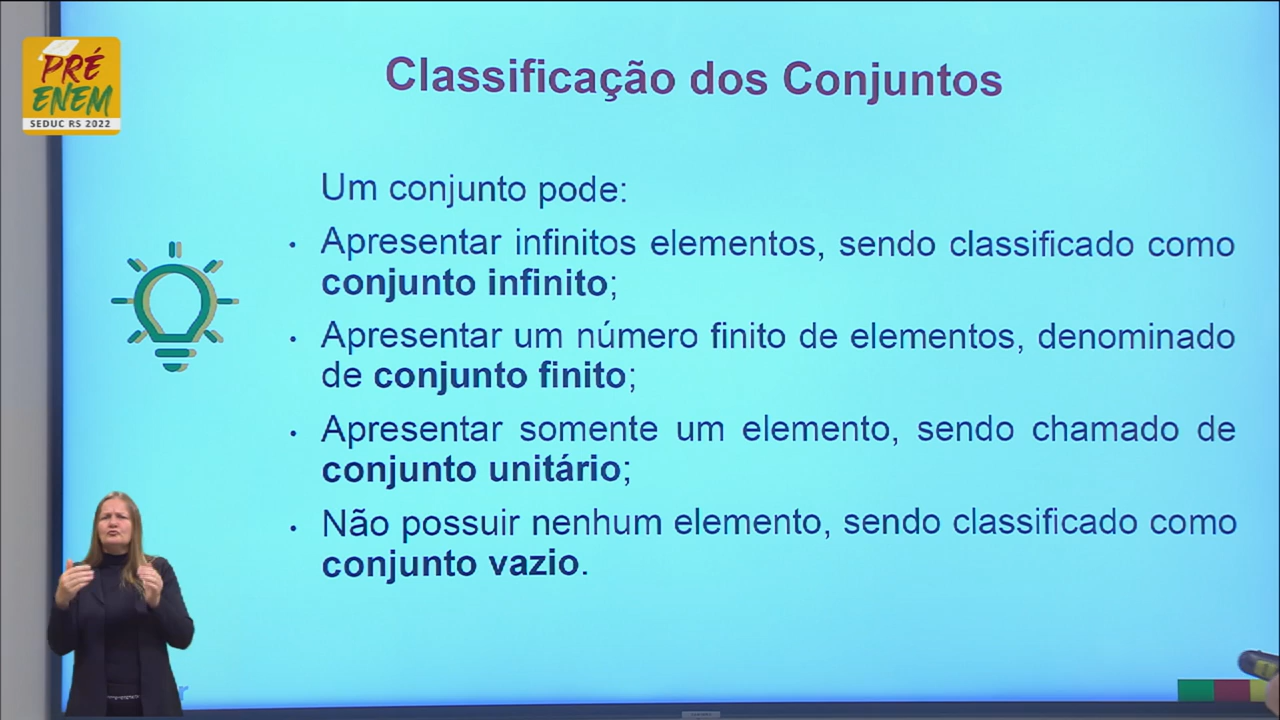 PRÉ
ENEM
SEDUC RS 2022
Classificação dos Conjuntos
Um conjunto pode:
• Apresentar infinitos elementos, sendo classificado como
conjunto infinito;
• Apresentar um número finito de elementos, denominado
de conjunto finito;
• Apresentar somente um elemento, sendo chamado de
conjunto unitário;
• Não possuir nenhum elemento, sendo classificado como
conjunto vazio.